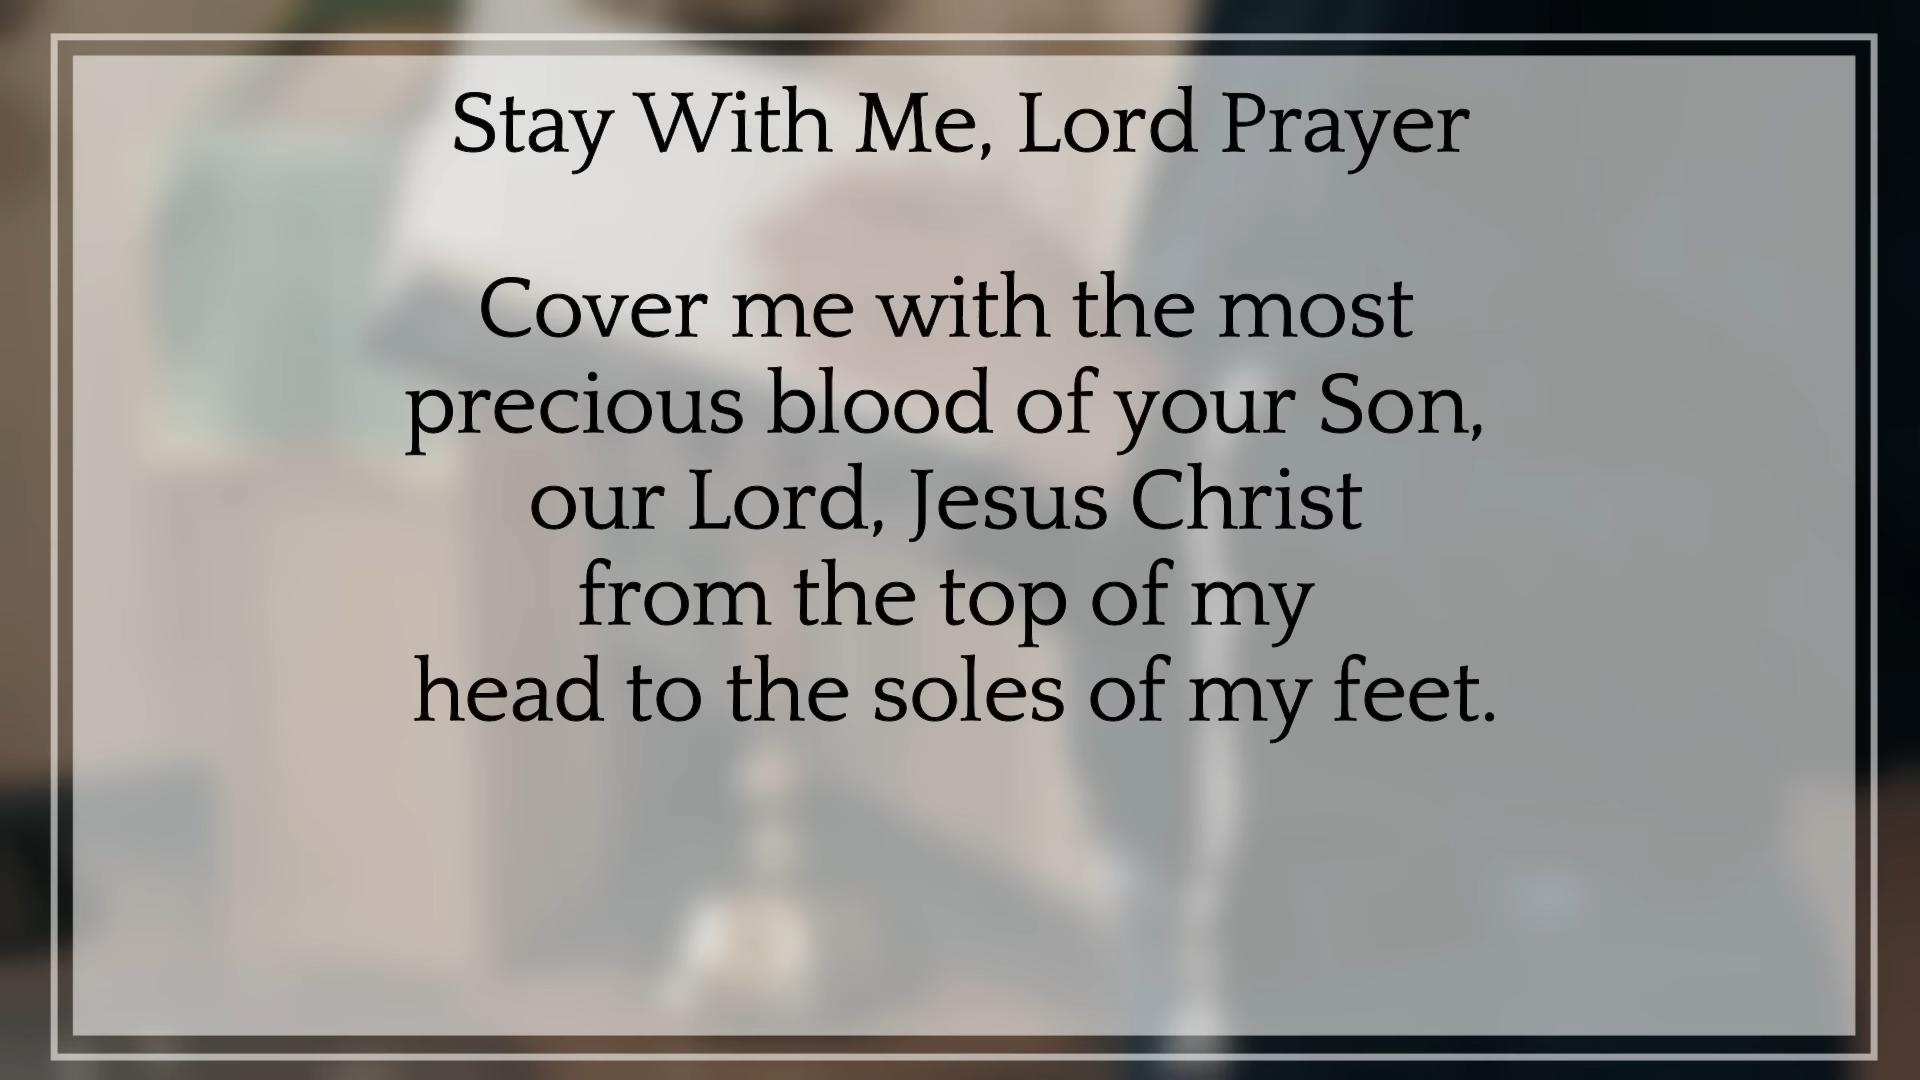 Stay With Me, Lord Prayer
Cover me with the most
precious blood of your Son,
our Lord, Jesus Christ
from the top of my
head to the soles of my feet.